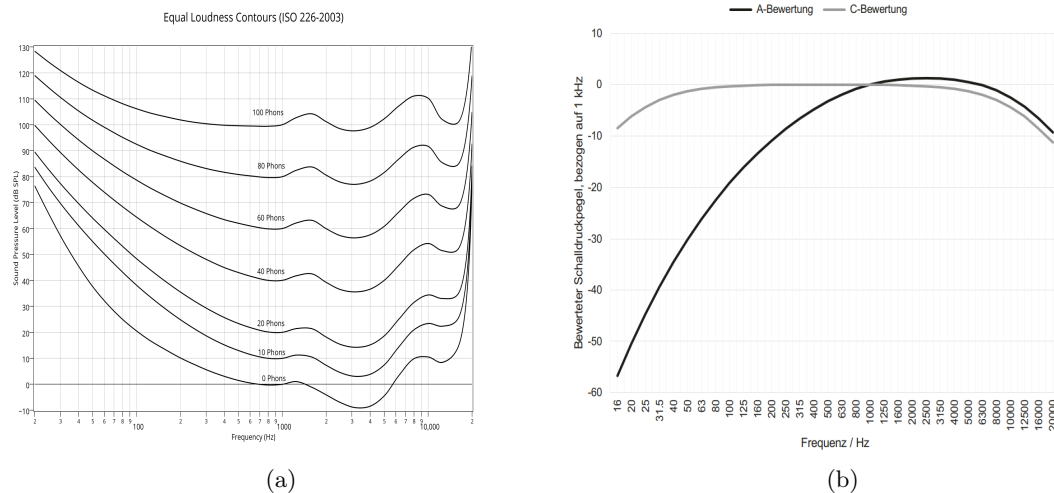 Equal Loudness Contours (ISO 226-2003)
Sound Pressure Level (dB SPL)
130
120
110
100
90
80
70
60
50
40
30
20
10
0
−10
100 Phons
80 Phons
60 Phons
40 Phons
20 Phons
10 Phons
0 Phons
2 3 4 5 6 7 8 9 100 2 3 4 5 6 7 8 9 1000 2 3 4 5 6 7 8 9 10,000 2
Frequency (Hz)
(a)
A-Bewertung C-Bewertung
Bewerteter Schalldruckpegel, bezogen auf 1 kHz
10
0
-10
-20
-30
-40
-50
-60
16 20 25 31.5 40 50 63 80 100 125 160 200 250 315 400 500 630 800 1000 12500 1600 2000 25000 3150 4000 5000 63300 8000 10000 12500 16000 20000
Frequenz / Hz
(b)